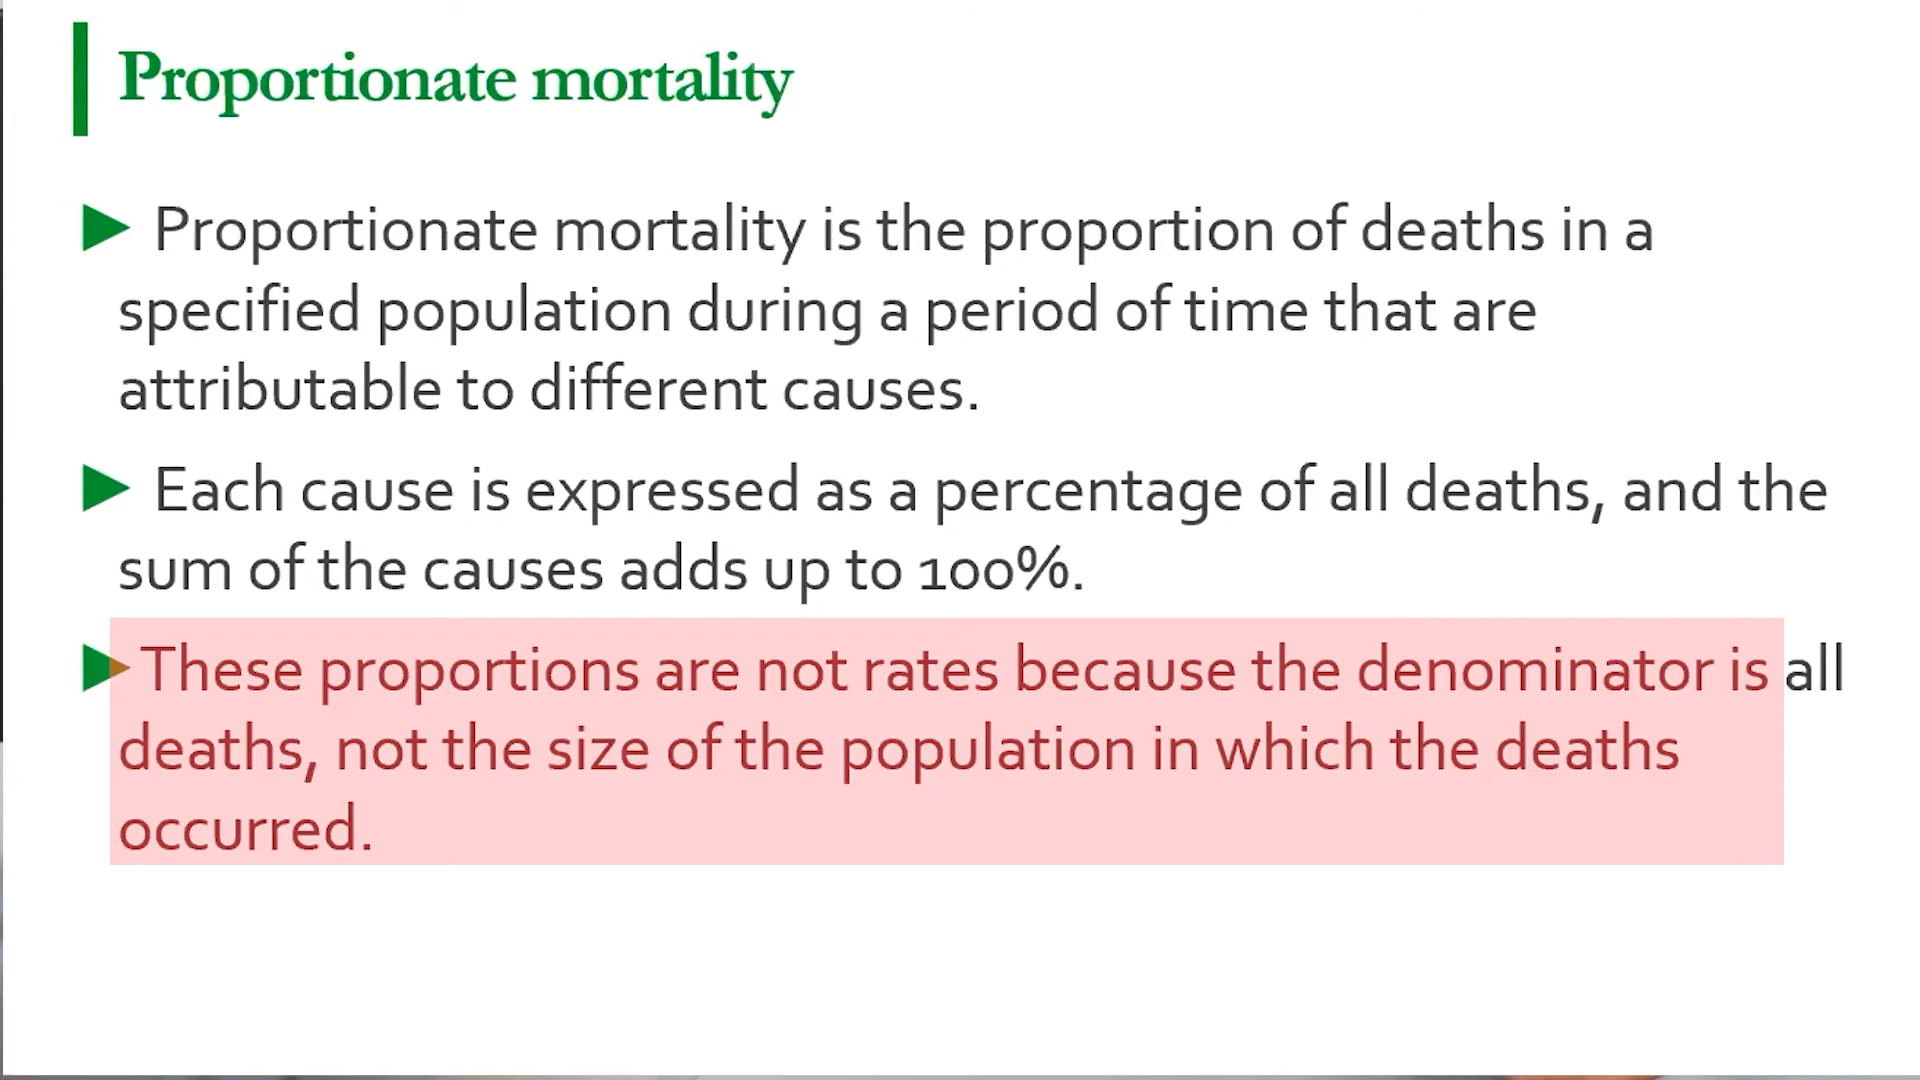 Proportionate mortality
Proportionate mortality is the proportion of deaths in a
specified population during a period of time that are
attributable to different causes.
Each cause is expressed as a percentage of all deaths, and the
sum of the causes adds up to 100%.
These proportions are not rates because the denominator is all
deaths, not the size of the population in which the deaths
occurred.